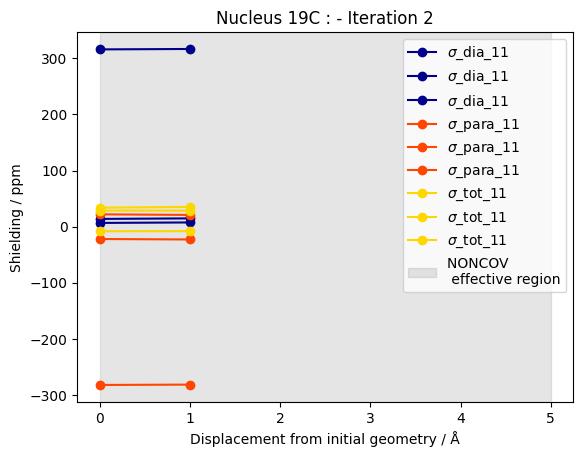 Nucleus 19C : - Iteration 2
Shielding / ppm
300
200
100
0
−100
−200
−300
σ_dia_11
σ_dia_11
σ_dia_11
σ_para_11
σ_para_11
σ_para_11
σ_tot_11
σ_tot_11
σ_tot_11
NONCOV
effective region
0 1 2 3 4 5
Displacement from initial geometry / Å